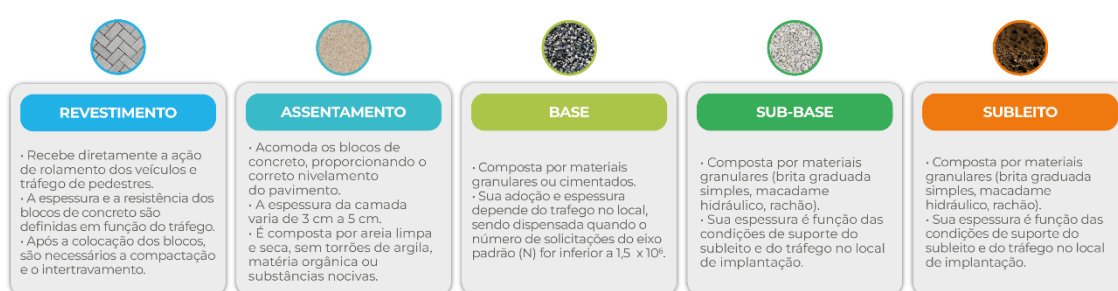 REVESTIMENTO
• Recebe diretamente a ação
de rolamento dos veículos e
tráfego de pedestres.
• A espessura e a resistência dos
blocos de concreto são
definidas em função do tráfego.
• Após a colocação dos blocos,
são necessários a compactação
e o intertravamento.
ASSENTAMENTO
• Acomoda os blocos de
concreto, proporcionando o
correto nivelamento
do pavimento.
• A espessura da camada
varia de 3 cm a 5 cm.
• É composta por areia limpa
e seca, sem torrões de argila,
matéria orgânica ou
substâncias nocivas.
BASE
• Composta por materiais
granulares ou cimentados.
• Sua adoção e espessura
depende do trafego no local,
sendo dispensada quando o
número de solicitações do eixo
padrão (N) for inferior a 1,5 x 10⁶.
SUB-BASE
• Composta por materiais
granulares (brita graduada
simples, macadame
hidráulico, rachão).
• Sua espessura é função das
condições de suporte do
subleito e do tráfego no local
de implantação.
SUBLEITO
• Composta por materiais
granulares (brita graduada
simples, macadame
hidráulico, rachão).
• Sua espessura é função das
condições de suporte do
subleito e do tráfego no local
de implantação.